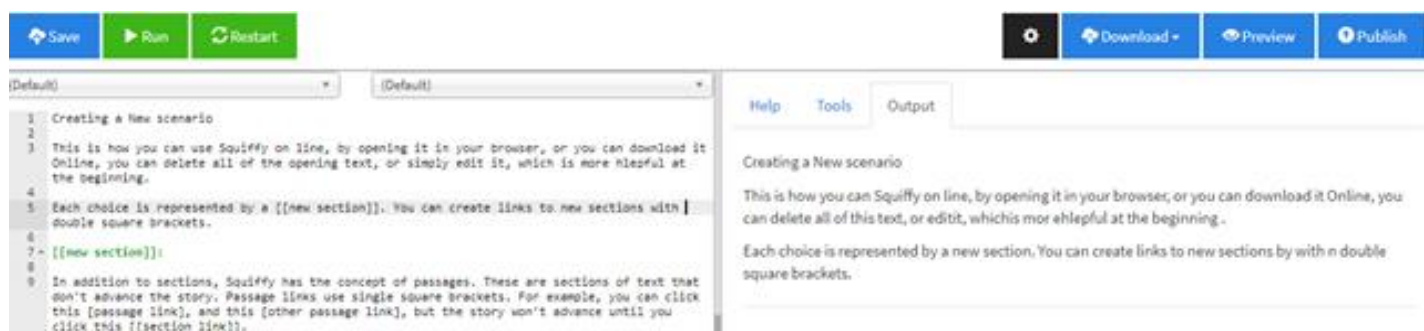 Save Run Restart Download Preview Publish
(Default) (Default)
Help Tools Output
1 Creating a New scenario
2
3 This is how you can use Squiffy on line, by opening it in your browser, or you can download it
Online, you can delete all of the opening text, or simply edit it, which is more hlepful at
the beginning.
4
5 Each choice is represented by a [[new section]]. You can create links to new sections with
double square brackets.
6
7 [[new section]]:
8
9 In addition to sections, Squiffy has the concept of passages. These are sections of text that
don't advance the story. Passage links use single square brackets. For example, you can click
this [passage link], and this [other passage link], but the story won't advance until you
click this [[section link]].
Creating a New scenario
This is how you can Squiffy on line, by opening it in your browser, or you can download it Online, you
can delete all of this text, or editit, whichis mor ehlepful at the beginning .
Each choice is represented by a new section. You can create links to new sections by with n double
square brackets.